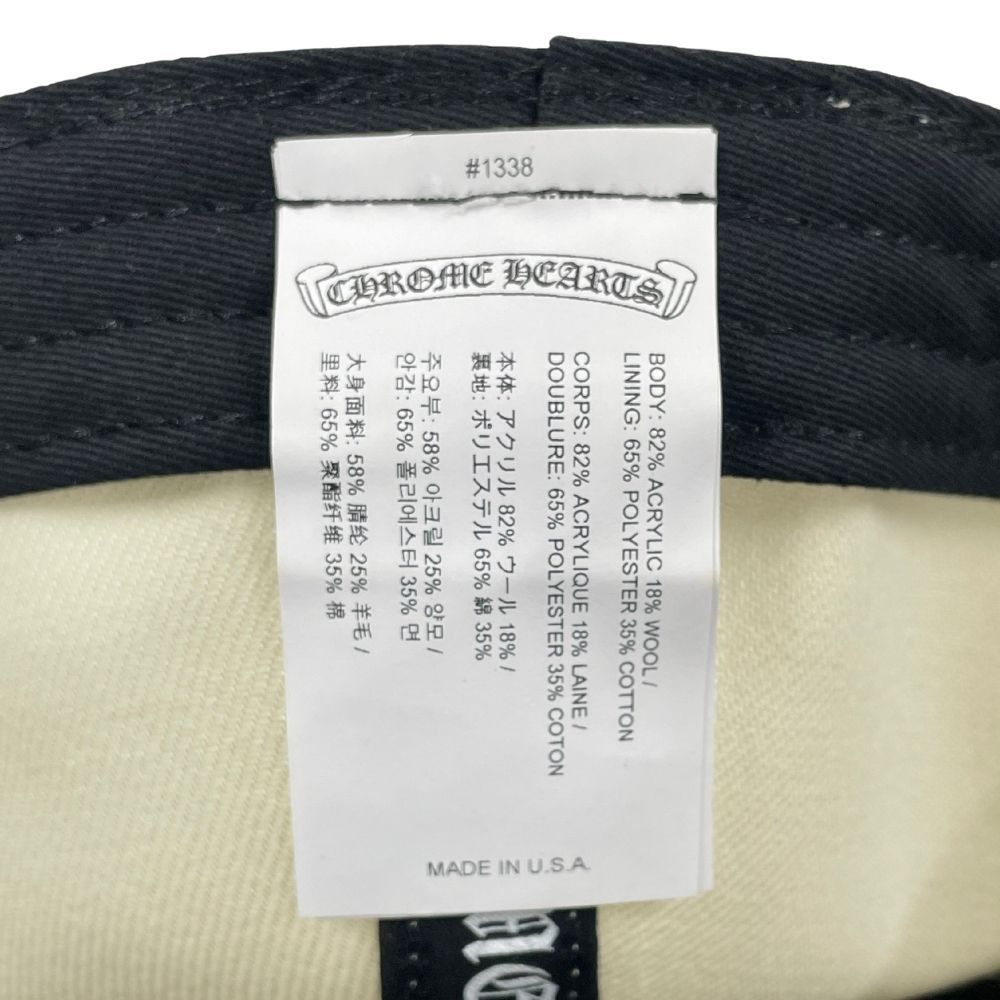 #1338
CHROME HEARTS
BODY: 82% ACRYLIC 18% WOOL /
LINING: 65% POLYESTER 35% COTTON
CORPS: 82% ACRYLIQUE 18% LAINE /
DOUBLURE: 65% POLYESTER 35% COTON
本体: アクリル 82% ウール 18% /
裏地: ポリエステル 65% 綿 35%
주요부: 58% 아크릴 25% 양모 /
안감: 65% 폴리에스터 35% 면
大身面料: 58% 腈纶 25% 羊毛 /
里料: 65% 聚酯纤维 35% 棉
MADE IN U.S.A.